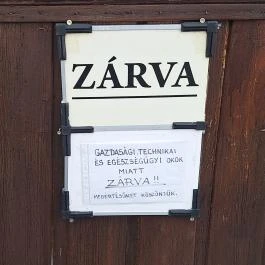 ZÁRVA
GAZDASÁGI, TECHNIKAI
ÉS EGÉSZSÉGÜGYI OKOK
MIATT
ZÁRVA!!
MEGÉRTÉSÜKET KÖSZÖNJÜK.